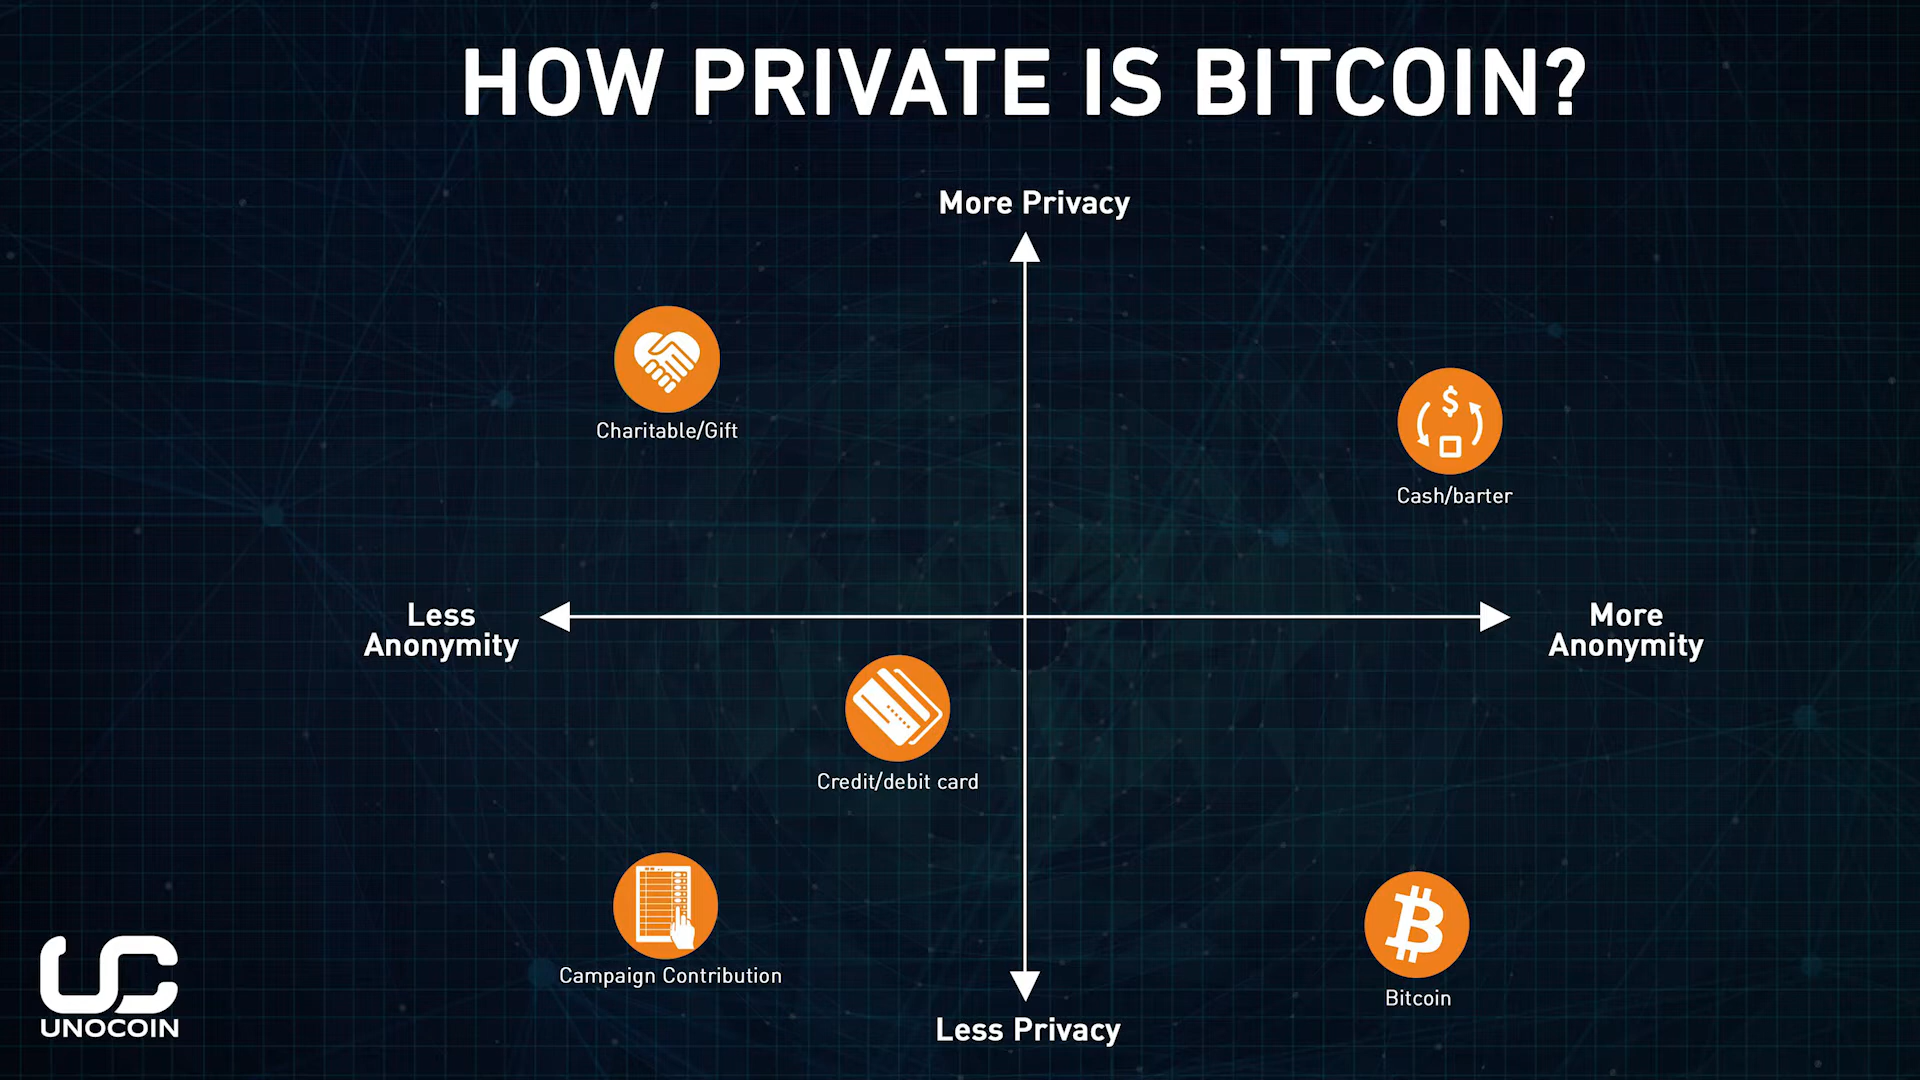 HOW PRIVATE IS BITCOIN?
More Privacy
Charitable/Gift
$
Cash/barter
Less
Anonymity
More
Anonymity
Credit/debit card
Campaign Contribution
Bitcoin
UNOCOIN
Less Privacy